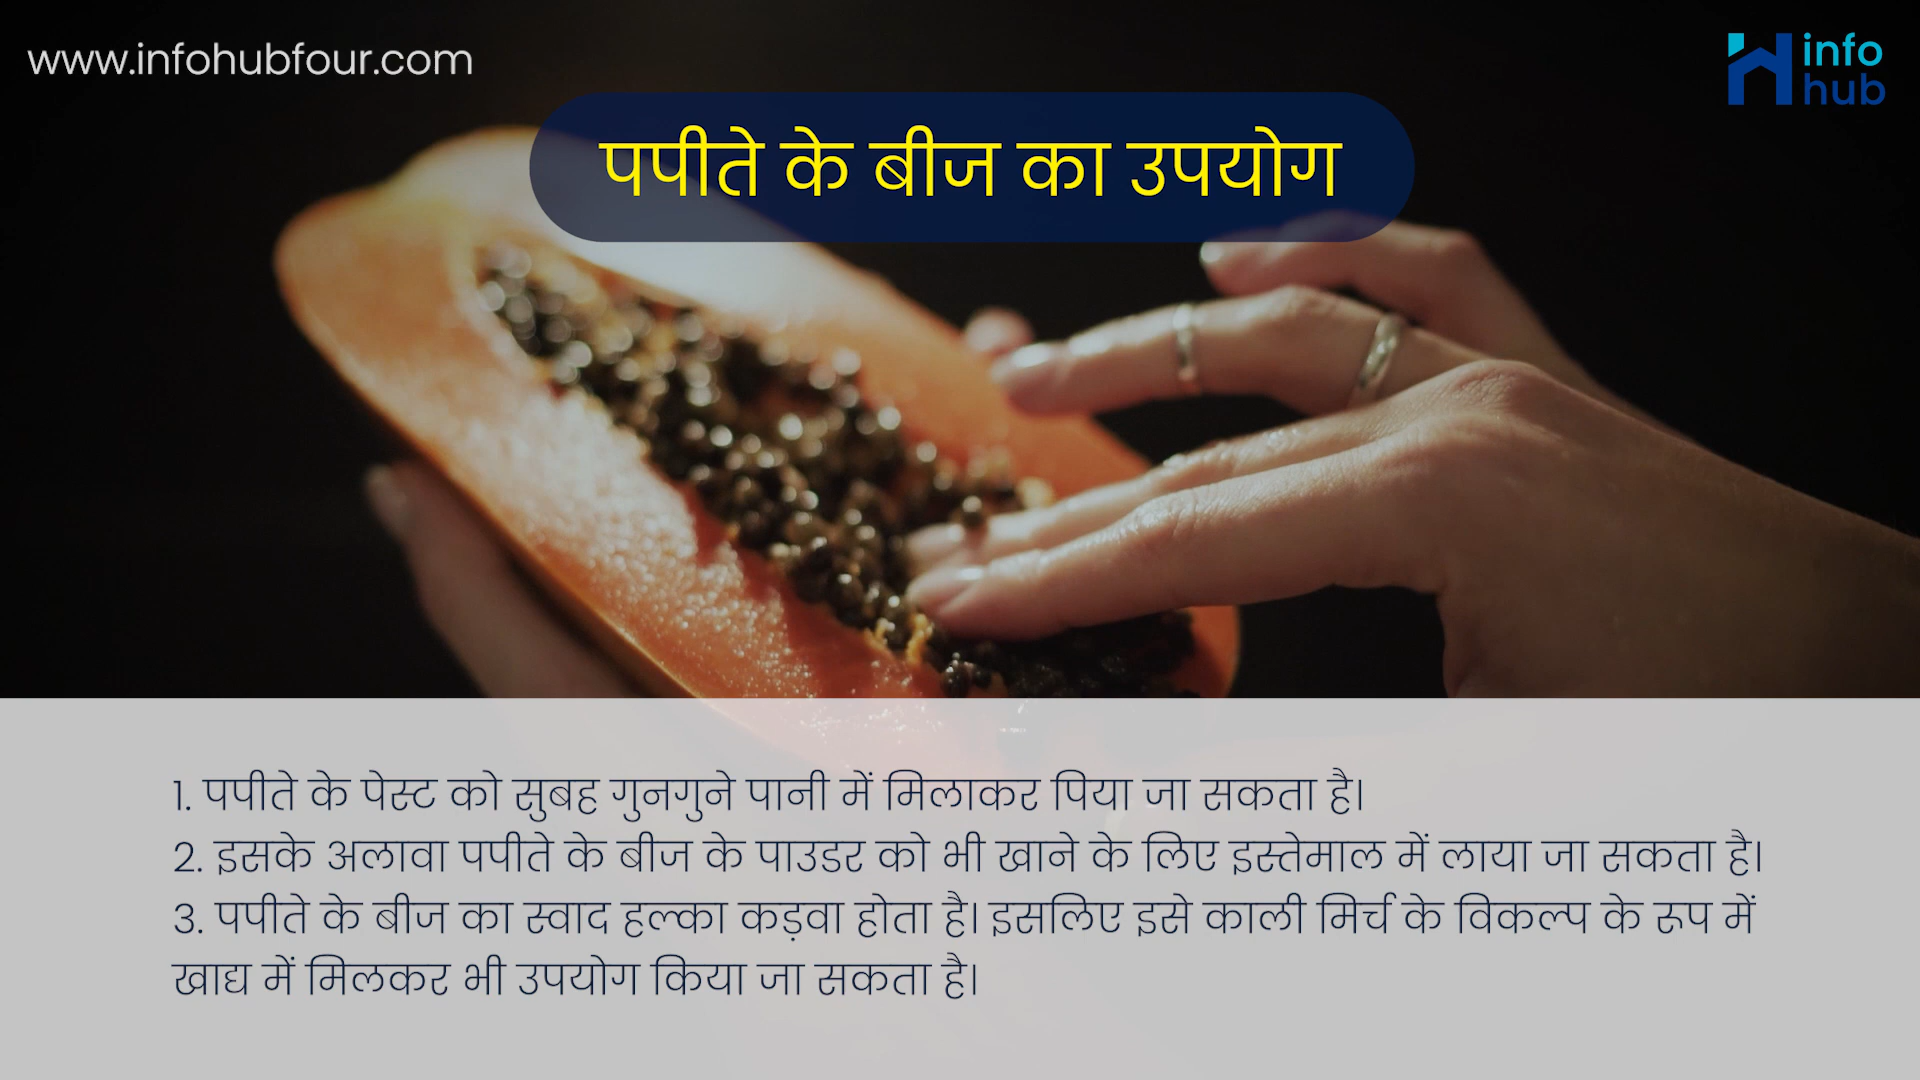 www.infohubfour.com
info
hub
पपीते के बीज का उपयोग
1. पपीते के पेस्ट को सुबह गुनगुने पानी में मिलाकर पिया जा सकता है।
2. इसके अलावा पपीते के बीज के पाउडर को भी खाने के लिए इस्तेमाल में लाया जा सकता है।
3. पपीते के बीज का स्वाद हल्का कड़वा होता है। इसलिए इसे काली मिर्च के विकल्प के रूप में
खाद्य में मिलकर भी उपयोग किया जा सकता है।